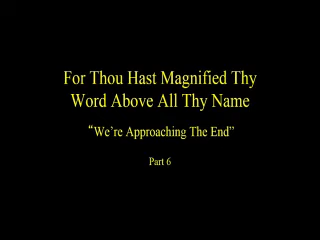 For Thou Hast Magnified Thy
Word Above All Thy Name
“We’re Approaching The End”
Part 6